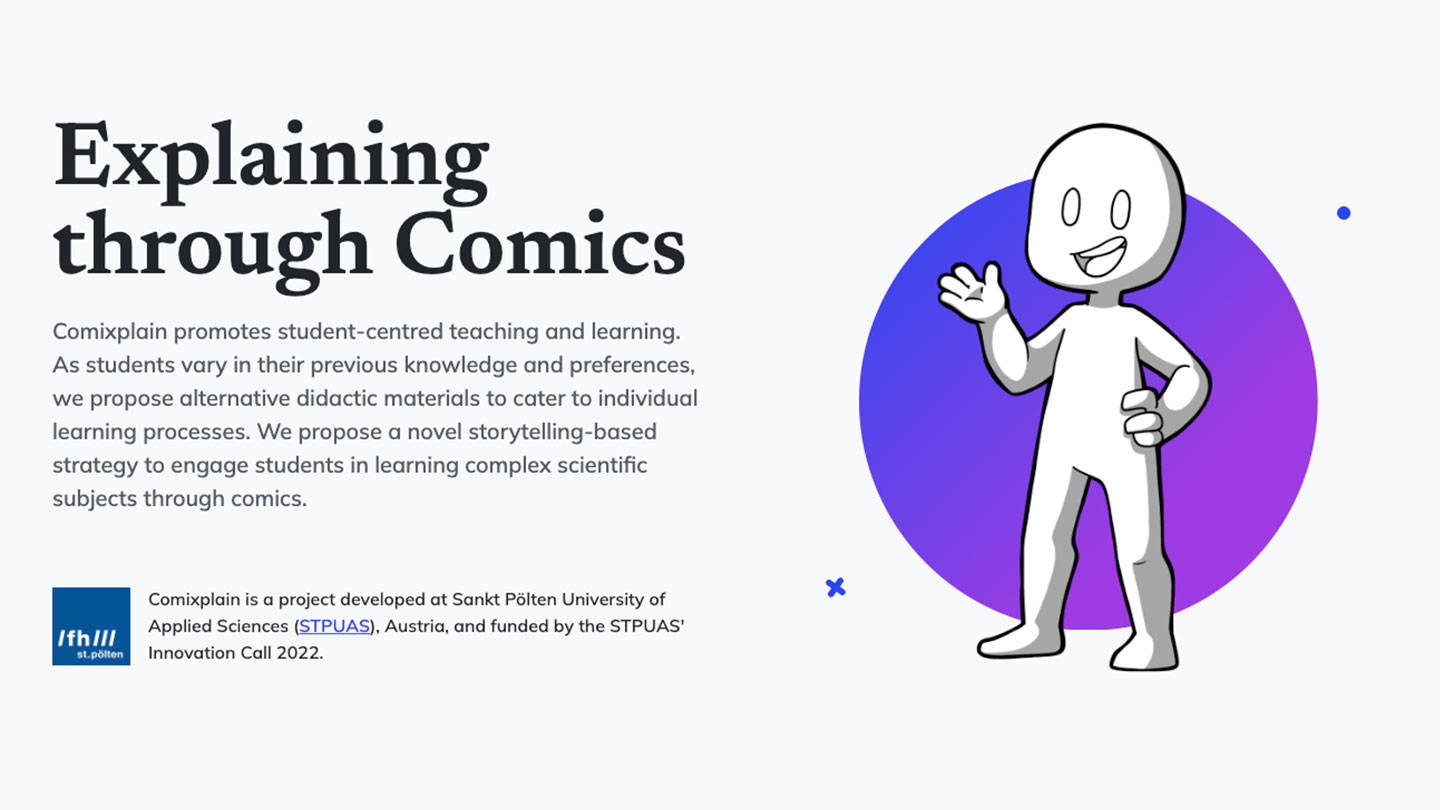 Explaining
through Comics
Comixplain promotes student-centred teaching and learning.
As students vary in their previous knowledge and preferences,
we propose alternative didactic materials to cater to individual
learning processes. We propose a novel storytelling-based
strategy to engage students in learning complex scientific
subjects through comics.
Comixplain is a project developed at Sankt Pölten University of
Applied Sciences (STPUAS), Austria, and funded by the STPUAS'
Innovation Call 2022.
/fh///
st.pölten